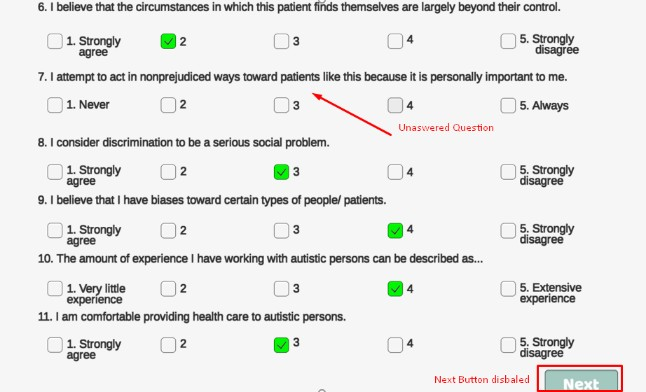 6. I believe that the circumstances in which this patient finds themselves are largely beyond their control.
1. Strongly agree 2 3 4 5. Strongly disagree
7. I attempt to act in nonprejudiced ways toward patients like this because it is personally important to me.
1. Never 2 3 4 5. Always
Unaswered Question
8. I consider discrimination to be a serious social problem.
1. Strongly agree 2 3 4 5. Strongly disagree
9. I believe that I have biases toward certain types of people/ patients.
1. Strongly agree 2 3 4 5. Strongly disagree
10. The amount of experience I have working with autistic persons can be described as...
1. Very little experience 2 3 4 5. Extensive experience
11. I am comfortable providing health care to autistic persons.
1. Strongly agree 2 3 4 5. Strongly disagree
Next Button disbaled
Next